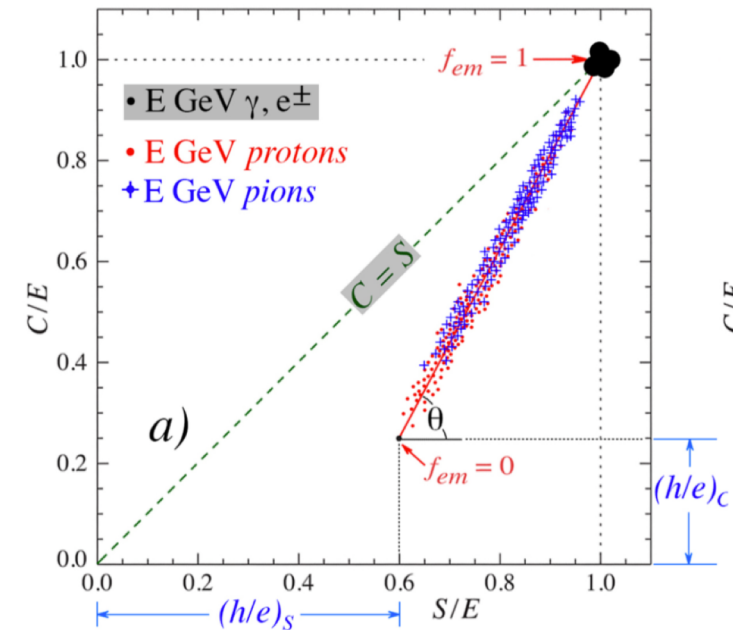 C/E
1.0
0.8
0.6
0.4
0.2
0.0
f_em = 1
• E GeV γ, e±
• E GeV protons
+ E GeV pions
C = S
a)
θ
f_em = 0
(h/e)_C
0.0 0.2 0.4 0.6 0.8 1.0
(h/e)_S
S/E
C/E